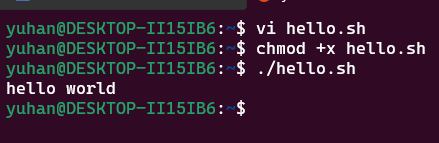 yuhan@DESKTOP-II15IB6:~$ vi hello.sh
yuhan@DESKTOP-II15IB6:~$ chmod +x hello.sh
yuhan@DESKTOP-II15IB6:~$ ./hello.sh
hello world
yuhan@DESKTOP-II15IB6:~$